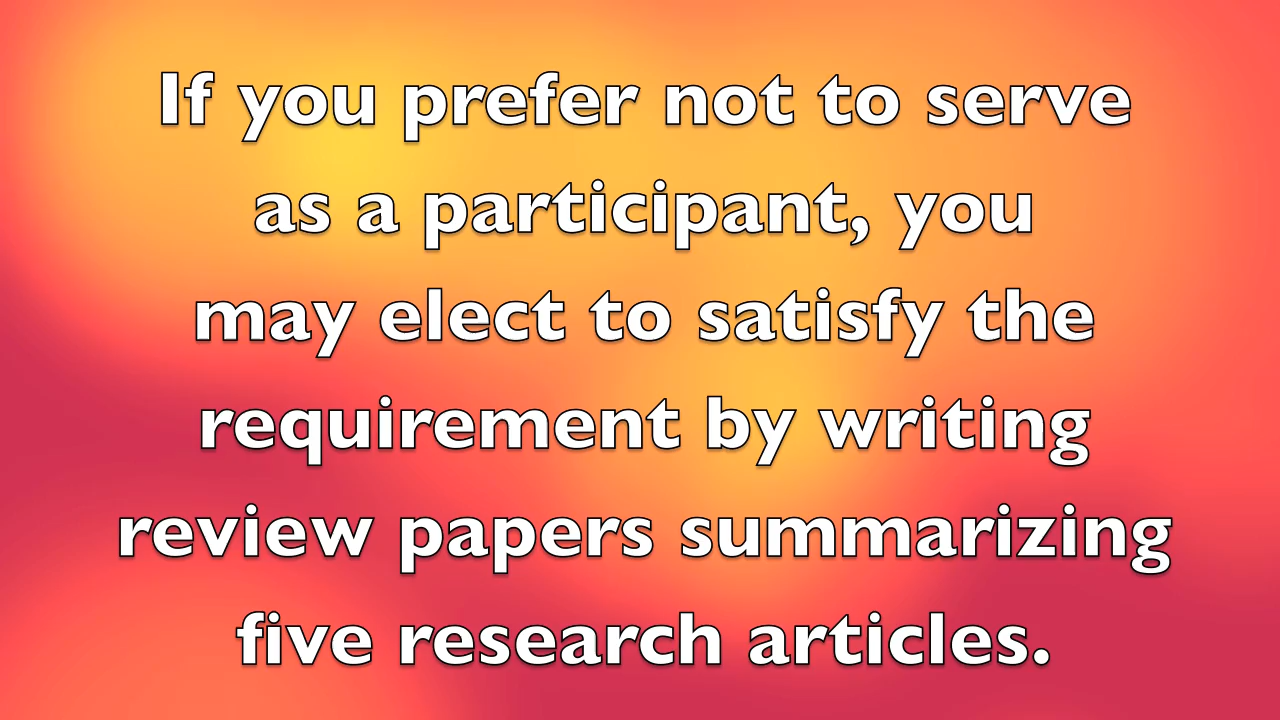 If you prefer not to serve
as a participant, you
may elect to satisfy the
requirement by writing
review papers summarizing
five research articles.